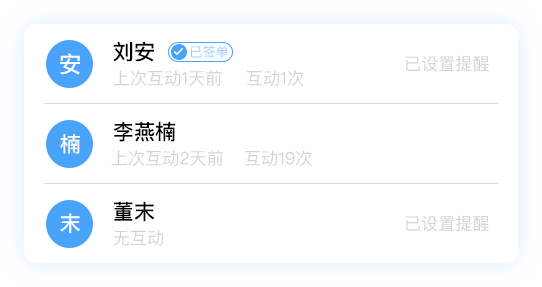 安 刘安 已签单
上次互动1天前 互动1次 已设置提醒
楠 李燕楠
上次互动2天前 互动19次
末 董末
无互动 已设置提醒